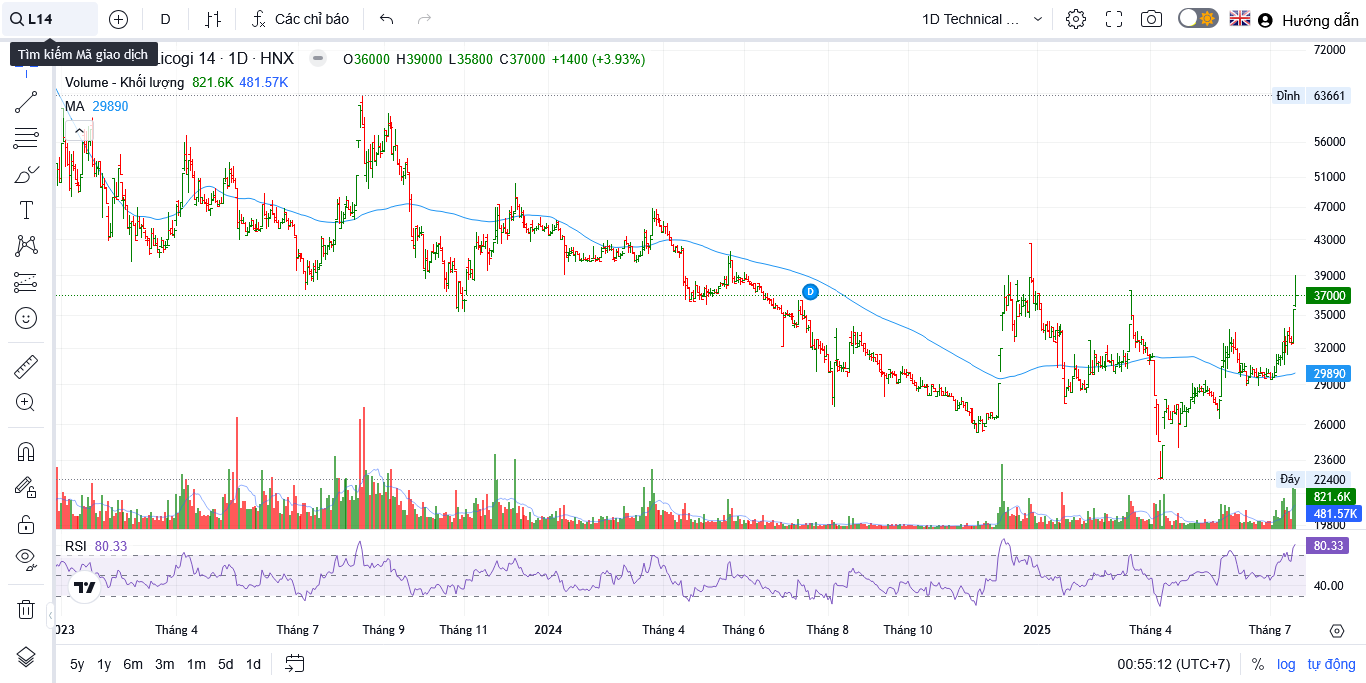 L14
D
Các chỉ báo
1D Technical ...
Hướng dẫn
Tìm kiếm Mã giao dịch
Licogi 14 · 1D · HNX
O36000 H39000 L35800 C37000 +1400 (+3.93%)
Volume - Khối lượng 821.6K 481.57K
MA 29890
72000
Đỉnh 63661
56000
51000
47000
43000
39000
37000
35000
32000
29890
29000
26000
23600
Đáy 22400
821.6K
481.57K
19800
D
RSI 80.33
80.33
40.00
023 Tháng 4 Tháng 7 Tháng 9 Tháng 11 2024 Tháng 4 Tháng 6 Tháng 8 Tháng 10 2025 Tháng 4 Tháng 7
5y 1y 6m 3m 1m 5d 1d
00:55:12 (UTC+7) % log tự động